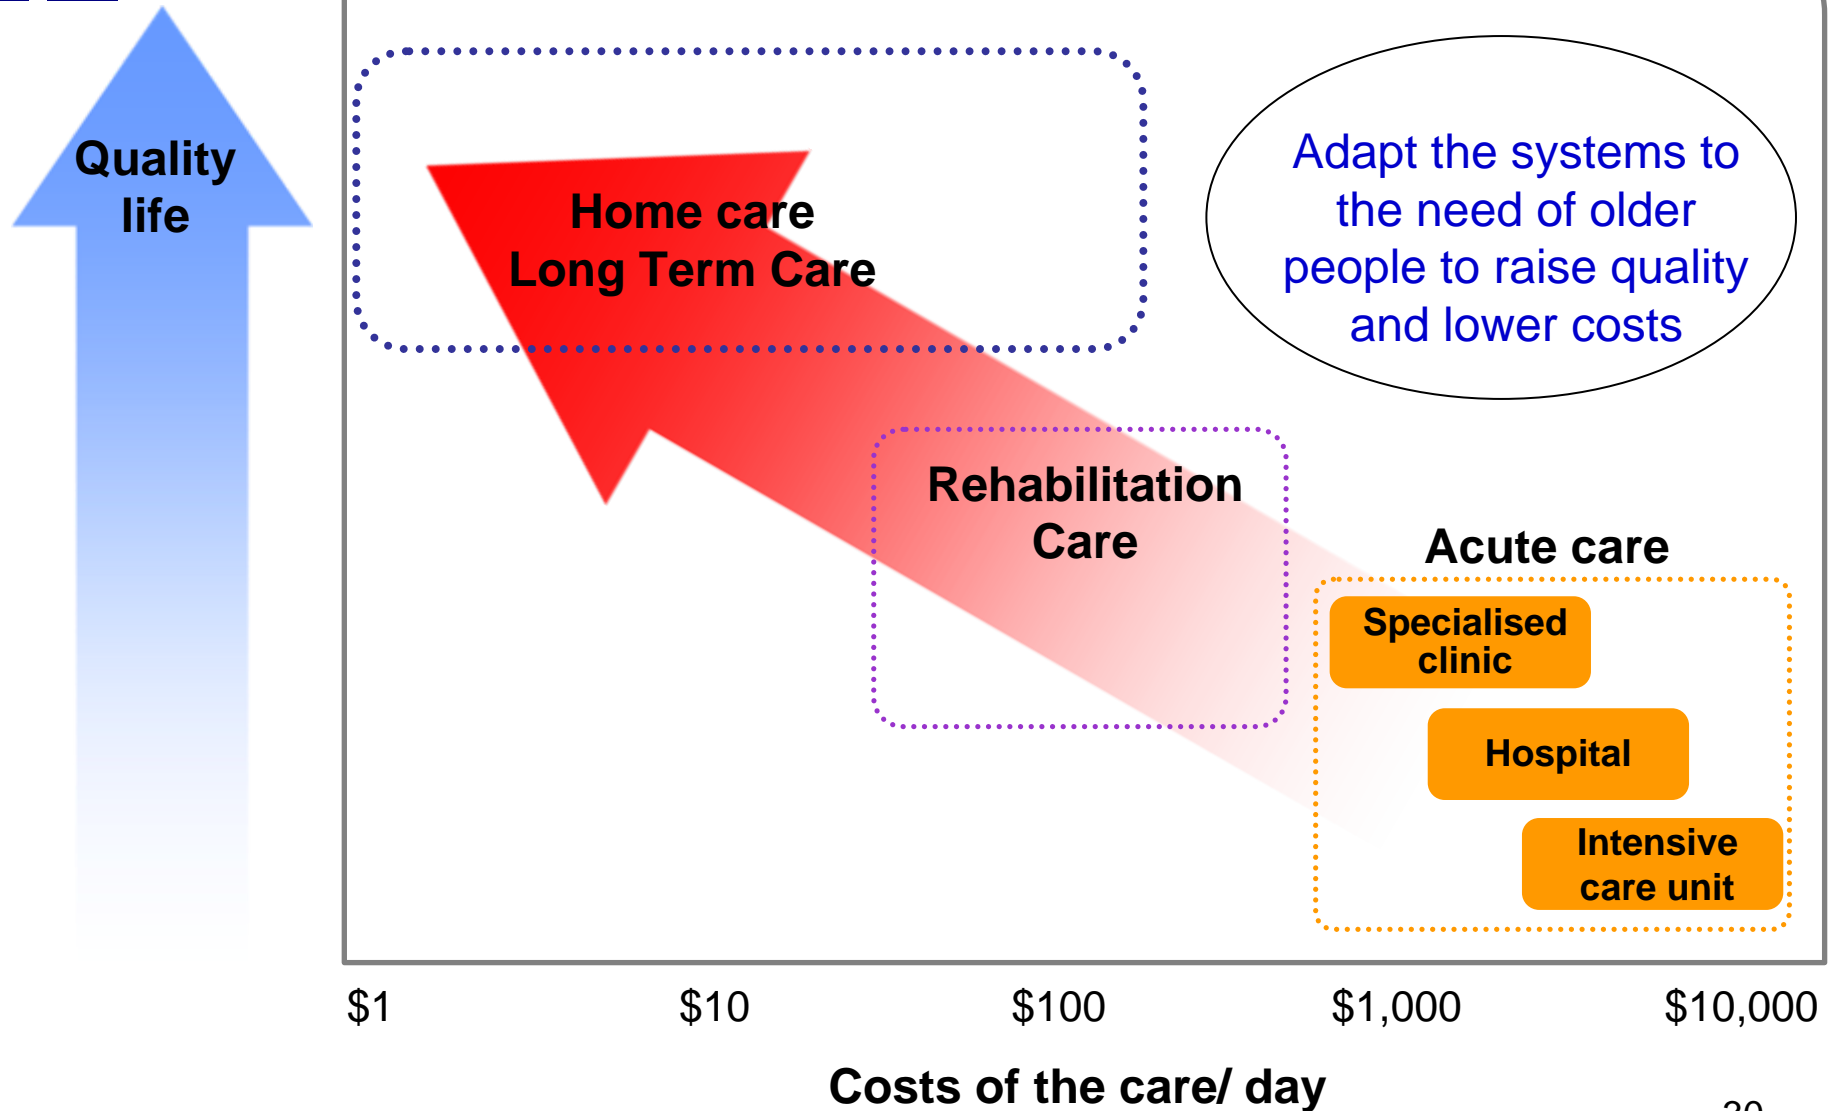 Quality
life
Home care
Long Term Care
Adapt the systems to
the need of older
people to raise quality
and lower costs
Rehabilitation
Care
Acute care
Specialised
clinic
Hospital
Intensive
care unit
$1 $10 $100 $1,000 $10,000
Costs of the care/ day